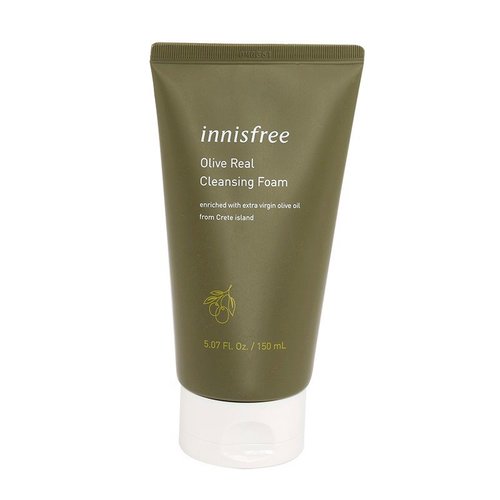 innisfree
Olive Real
Cleansing Foam
enriched with extra virgin olive oil
from Crete island
5.07 Fl. Oz. / 150 mL